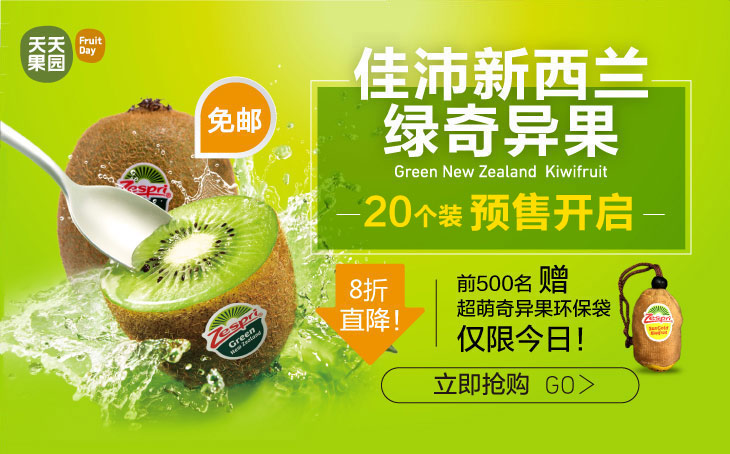 天天
果园
Fruit
Day
免邮
佳沛新西兰
绿奇异果
Green New Zealand Kiwifruit
20个装 预售开启
8折
直降!
前500名 赠
超萌奇异果环保袋
仅限今日!
立即抢购 GO>
Zespri
Zespri
Green
New Zealand
Zespri
SunGold
Kiwifruit